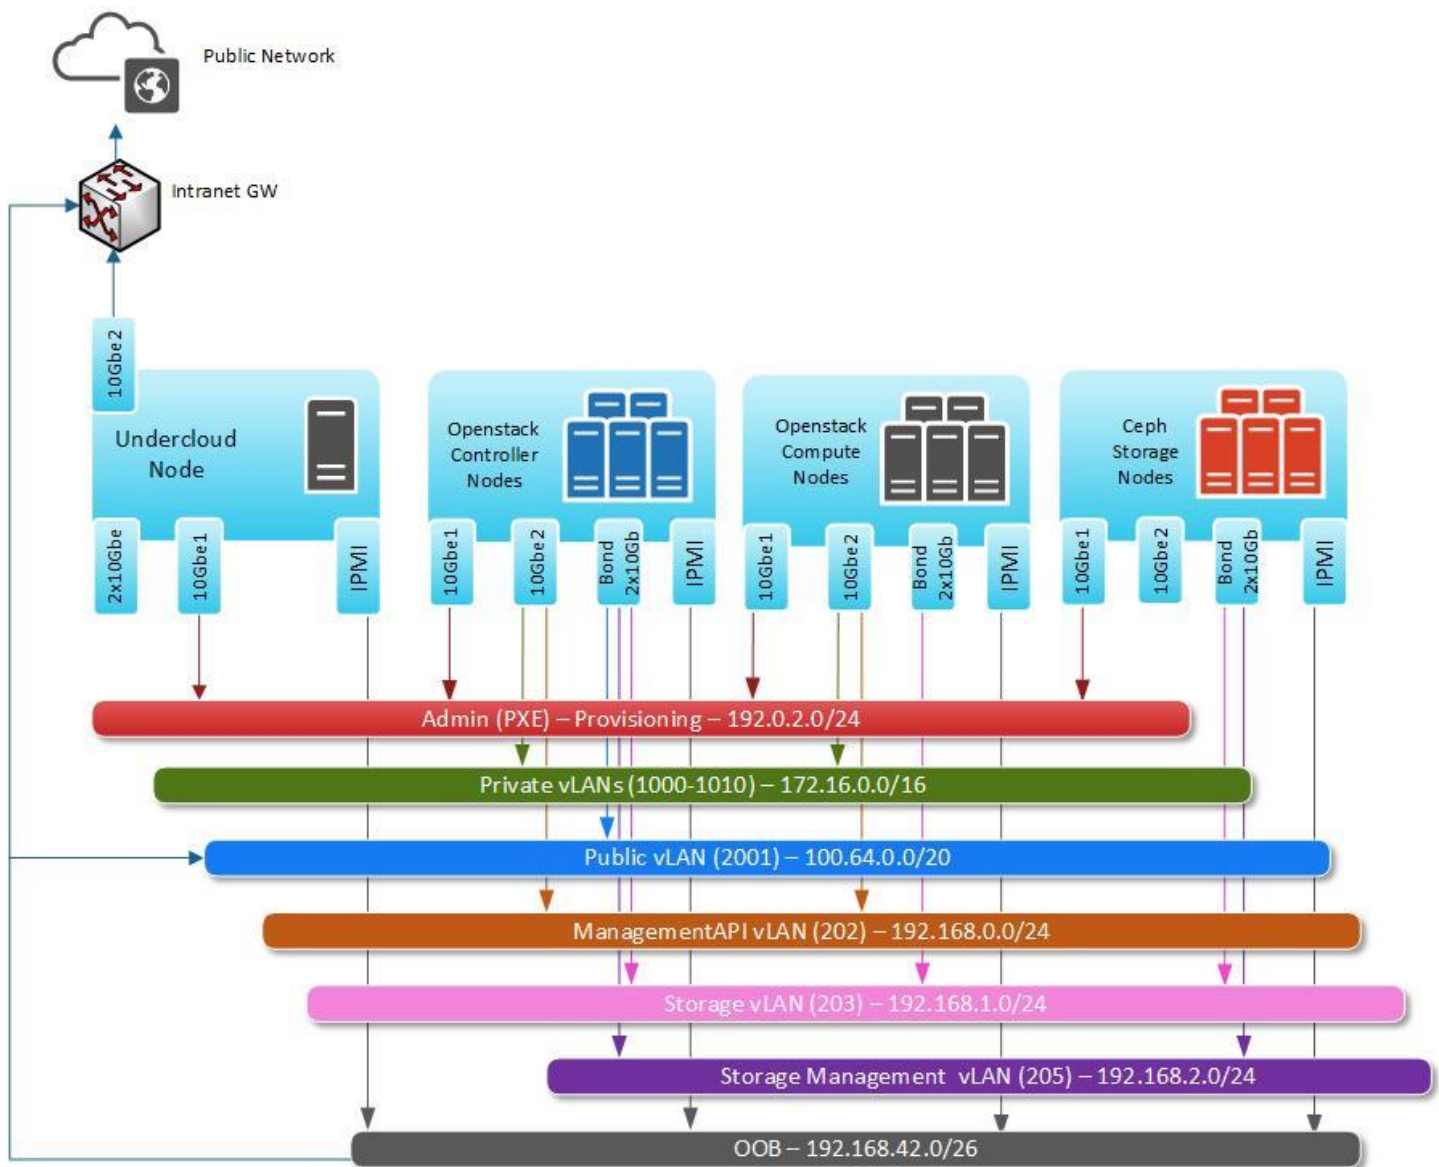 Public Network
Intranet GW
10Gbe 2
Undercloud
Node
Openstack
Controller
Nodes
Openstack
Compute
Nodes
Ceph
Storage
Nodes
2x10Gbe
10Gbe1
IPMI
10Gbe1
10Gbe2
Bond
2x10Gb
IPMI
10Gbe1
10Gbe 2
Bond
2x10Gb
IPMI
10Gbe1
10Gbe2
Bond
2x10Gb
IPMI
Admin (PXE) – Provisioning – 192.0.2.0/24
Private vLANs (1000-1010) – 172.16.0.0/16
Public vLAN (2001) – 100.64.0.0/20
ManagementAPI vLAN (202) – 192.168.0.0/24
Storage vLAN (203) – 192.168.1.0/24
Storage Management vLAN (205) – 192.168.2.0/24
OOB – 192.168.42.0/26